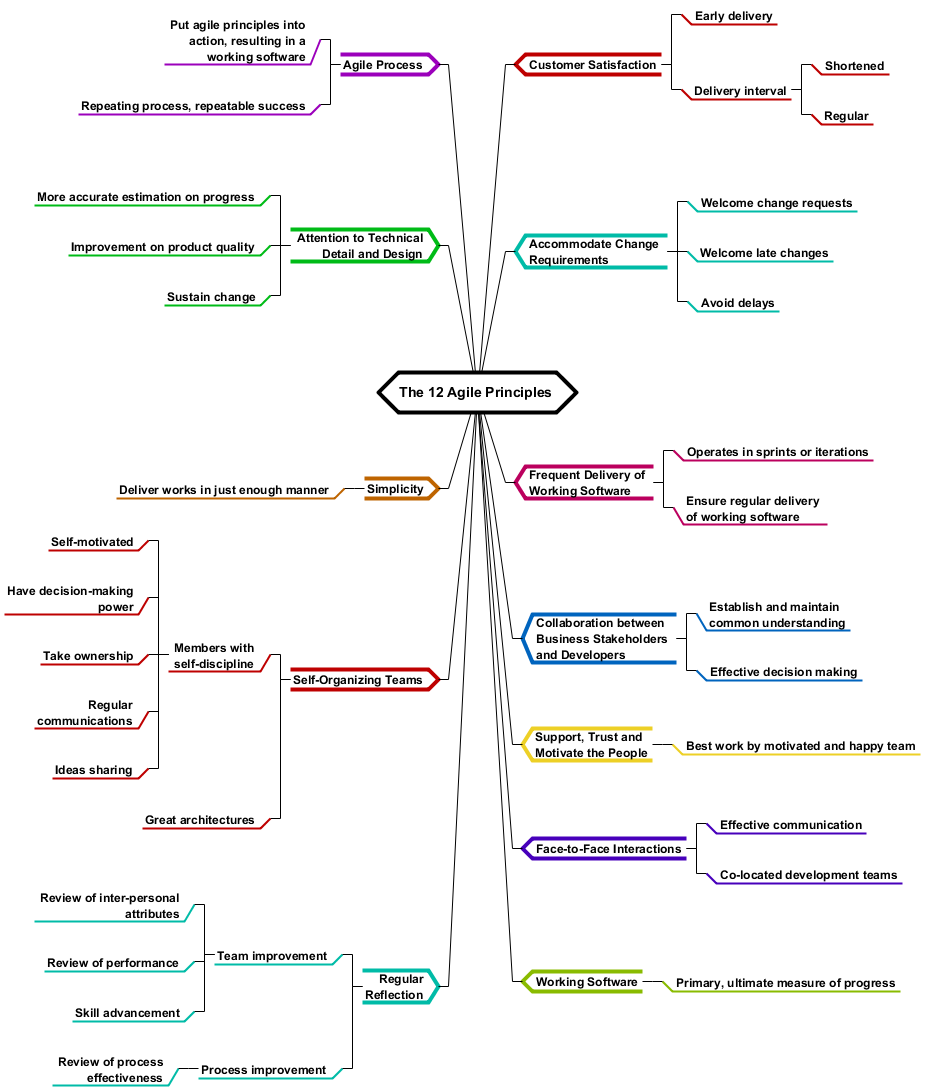 The 12 Agile Principles
Customer Satisfaction
Early delivery
Delivery interval
Shortened
Regular
Accommodate Change
Requirements
Welcome change requests
Welcome late changes
Avoid delays
Frequent Delivery of
Working Software
Operates in sprints or iterations
Ensure regular delivery
of working software
Collaboration between
Business Stakeholders
and Developers
Establish and maintain
common understanding
Effective decision making
Support, Trust and
Motivate the People
Best work by motivated and happy team
Face-to-Face Interactions
Effective communication
Co-located development teams
Working Software
Primary, ultimate measure of progress
Agile Process
Put agile principles into
action, resulting in a
working software
Repeating process, repeatable success
Attention to Technical
Detail and Design
More accurate estimation on progress
Improvement on product quality
Sustain change
Simplicity
Deliver works in just enough manner
Self-Organizing Teams
Members with
self-discipline
Self-motivated
Have decision-making
power
Take ownership
Regular
communications
Ideas sharing
Great architectures
Regular
Reflection
Team improvement
Review of inter-personal
attributes
Review of performance
Skill advancement
Process improvement
Review of process
effectiveness